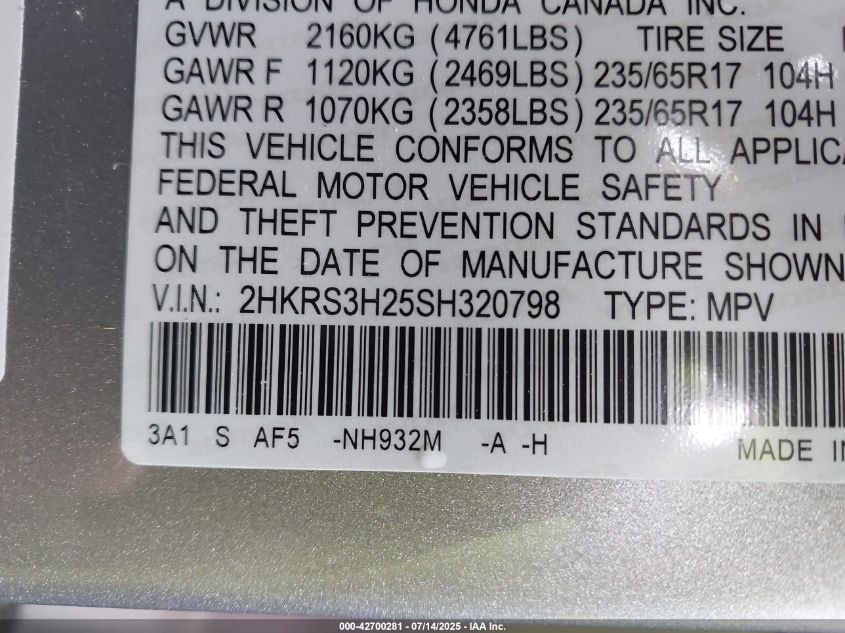 A DIVISION OF HONDA CANADA INC.
GVWR 2160KG (4761LBS) TIRE SIZE
GAWR F 1120KG (2469LBS) 235/65R17 104H
GAWR R 1070KG (2358LBS) 235/65R17 104H
THIS VEHICLE CONFORMS TO ALL
FEDERAL MOTOR VEHICLE SAFETY
AND THEFT PREVENTION STANDARDS IN
ON THE DATE OF MANUFACTURE SHOWN
V.I.N.: 2HKRS3H25SH320798 TYPE: MPV
3A1 S AF5 -NH932M -A -H
MADE IN
000-42700281 - 07/14/2025 - IAA Inc.